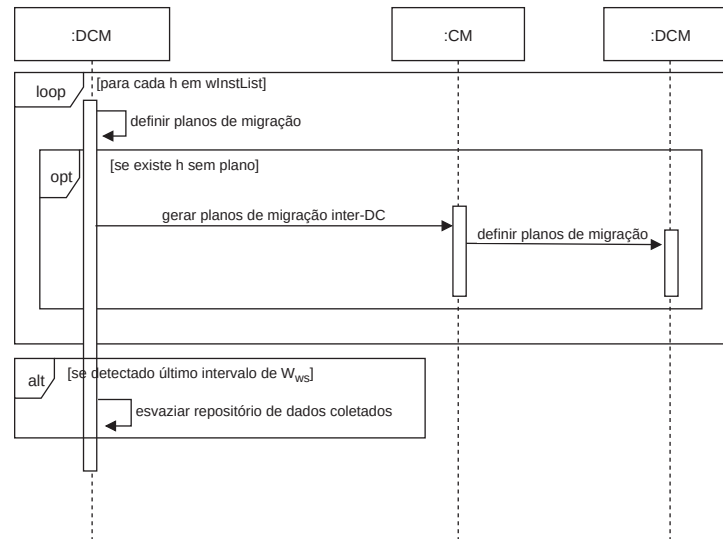 :DCM
:CM
:DCM
loop
[para cada h em wInstList]
definir planos de migração
opt
[se existe h sem plano]
gerar planos de migração inter-DC
definir planos de migração
alt
[se detectado último intervalo de Wws]
esvaziar repositório de dados coletados